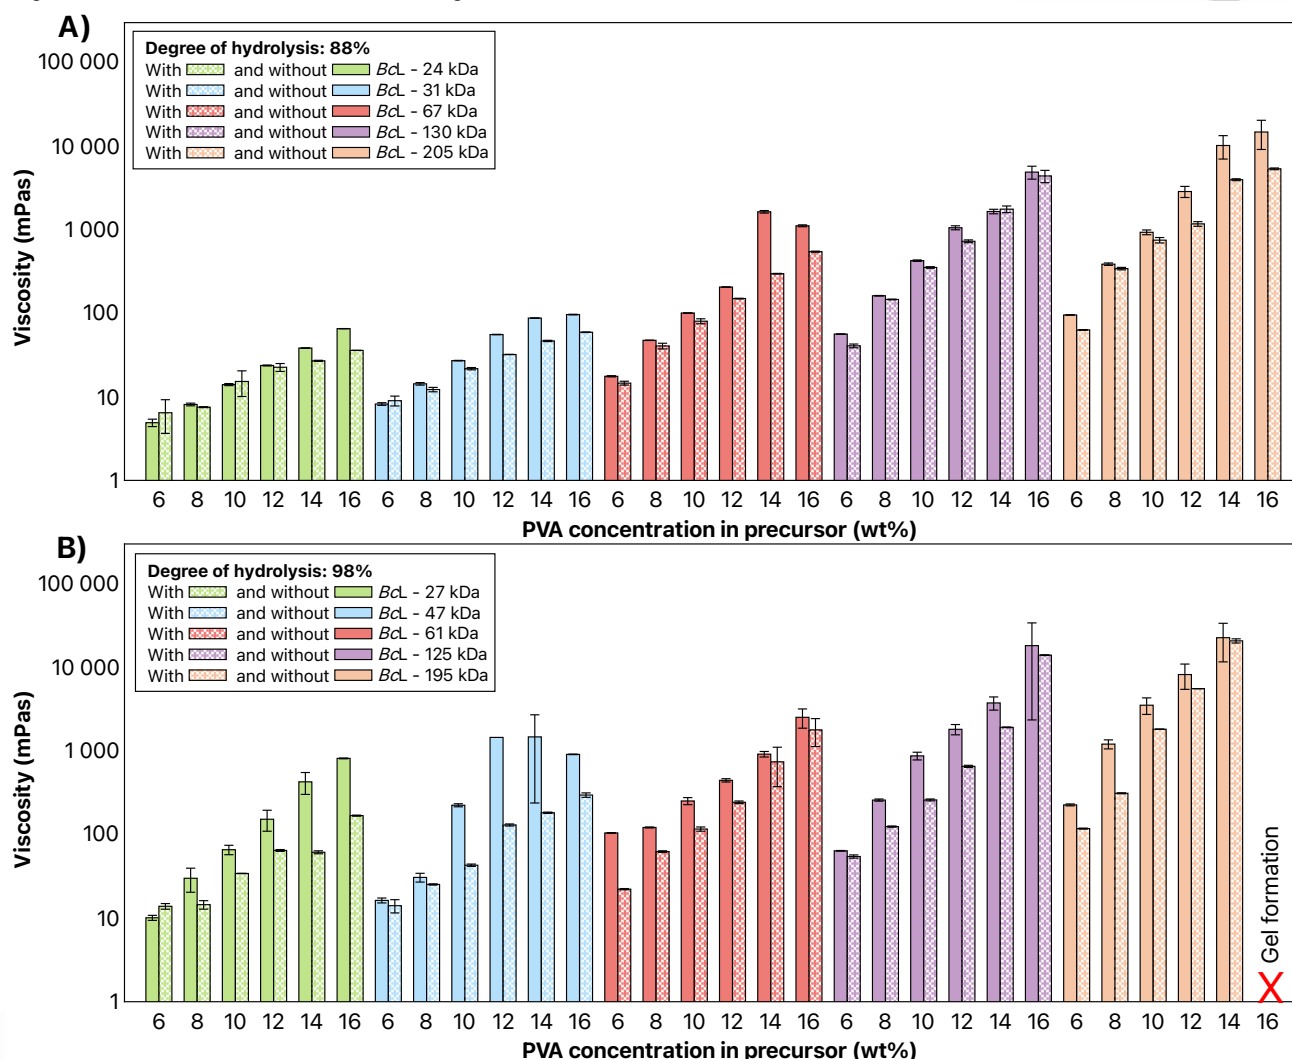 A)
Degree of hydrolysis: 88%
With and without BcL - 24 kDa
With and without BcL - 31 kDa
With and without BcL - 67 kDa
With and without BcL - 130 kDa
With and without BcL - 205 kDa
100 000
10 000
1 000
100
10
1
Viscosity (mPas)
6 8 10 12 14 16 6 8 10 12 14 16 6 8 10 12 14 16 6 8 10 12 14 16 6 8 10 12 14 16
PVA concentration in precursor (wt%)
B)
Degree of hydrolysis: 98%
With and without BcL - 27 kDa
With and without BcL - 47 kDa
With and without BcL - 61 kDa
With and without BcL - 125 kDa
With and without BcL - 195 kDa
100 000
10 000
1 000
100
10
1
Viscosity (mPas)
Gel formation
X
6 8 10 12 14 16 6 8 10 12 14 16 6 8 10 12 14 16 6 8 10 12 14 16 6 8 10 12 14 16
PVA concentration in precursor (wt%)